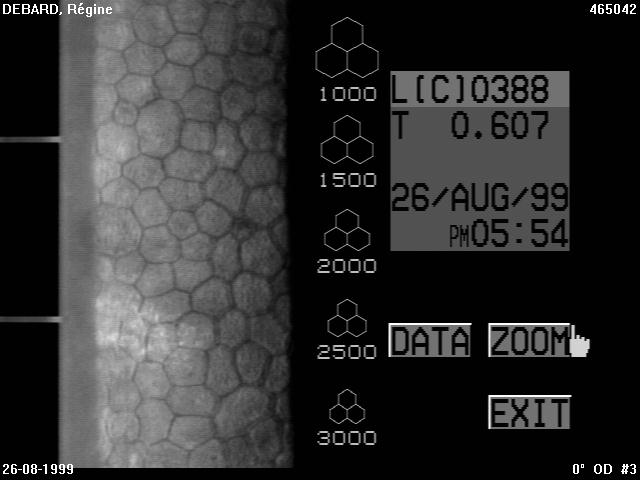 DEBARD, Régine
465042
1000
1500
2000
2500
3000
L[C]0388
T 0.607
26/AUG/99
PM05:54
DATA
ZOOM
EXIT
26-08-1999
0° OD #3